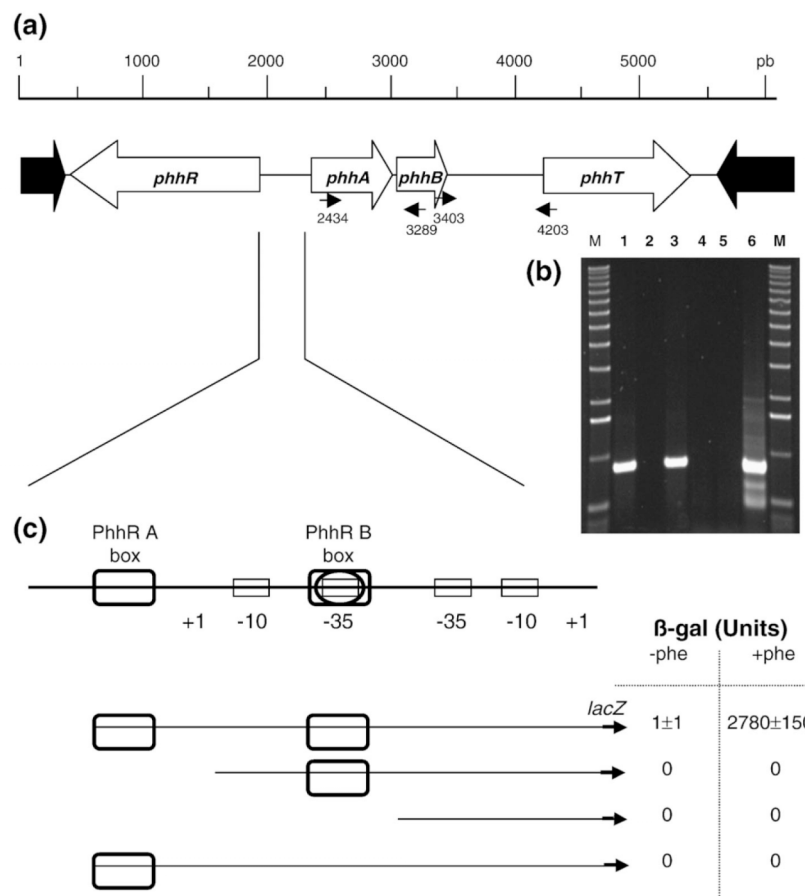 (a)
1 1000 2000 3000 4000 5000 pb
phhR phhA phhB phhT
2434 3403 4203
3289
(b)
M 1 2 3 4 5 6 M
(c)
PhhR A PhhR B
box box
+1 -10 -35 -35 -10 +1
ß-gal (Units)
-phe +phe
lacZ
1±1 2780±150
0 0
0 0
0 0